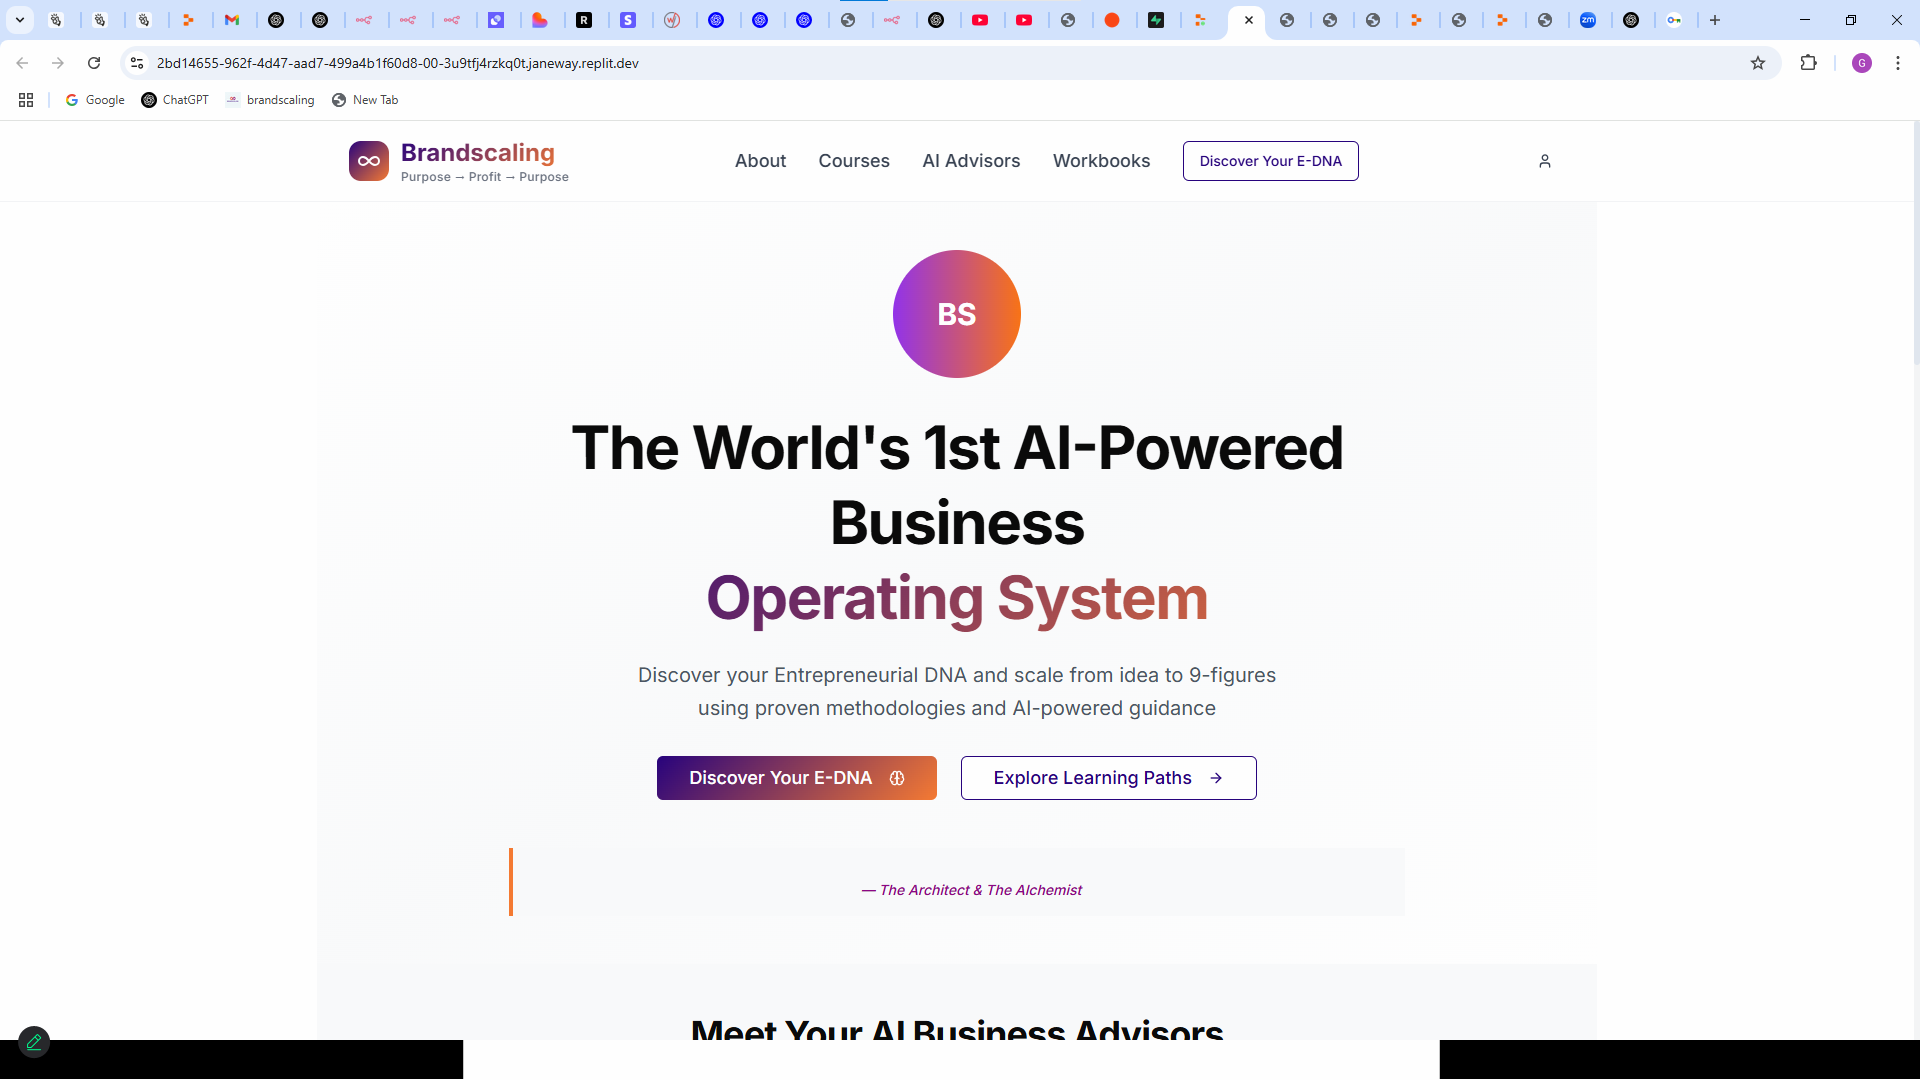 2bd14655-962f-4d47-aad7-499a4b1f60d8-00-3u9tfj4rzkq0t.janeway.replit.dev
G
Google
ChatGPT
brandscaling
New Tab
Brandscaling
Purpose → Profit → Purpose
About
Courses
AI Advisors
Workbooks
Discover Your E-DNA
BS
The World's 1st AI-Powered
Business
Operating System
Discover your Entrepreneurial DNA and scale from idea to 9-figures
using proven methodologies and AI-powered guidance
Discover Your E-DNA
Explore Learning Paths →
— The Architect & The Alchemist
Meet Your AI Business Advisors